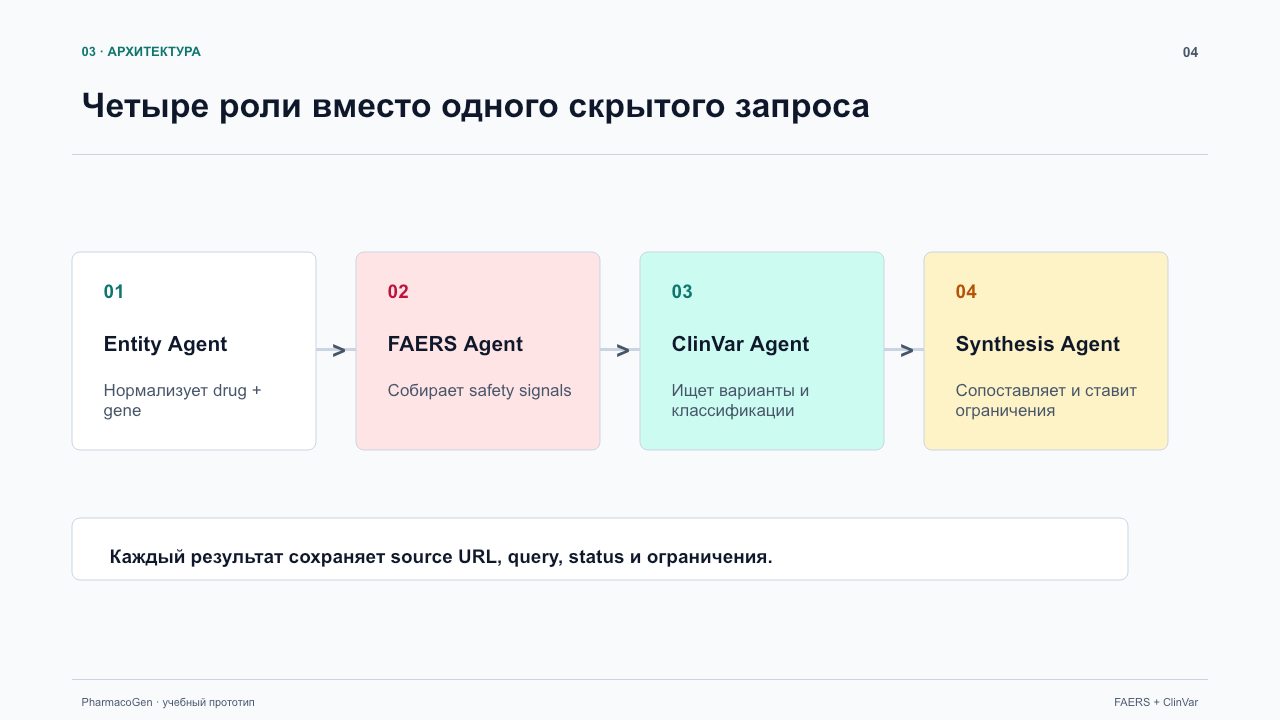 03 · АРХИТЕКТУРА
04
Четыре роли вместо одного скрытого запроса
01
Entity Agent
Нормализует drug +
gene
>
02
FAERS Agent
Собирает safety signals
>
03
ClinVar Agent
Ищет варианты и
классификации
>
04
Synthesis Agent
Сопоставляет и ставит
ограничения
Каждый результат сохраняет source URL, query, status и ограничения.
PharmacoGen · учебный прототип
FAERS + ClinVar